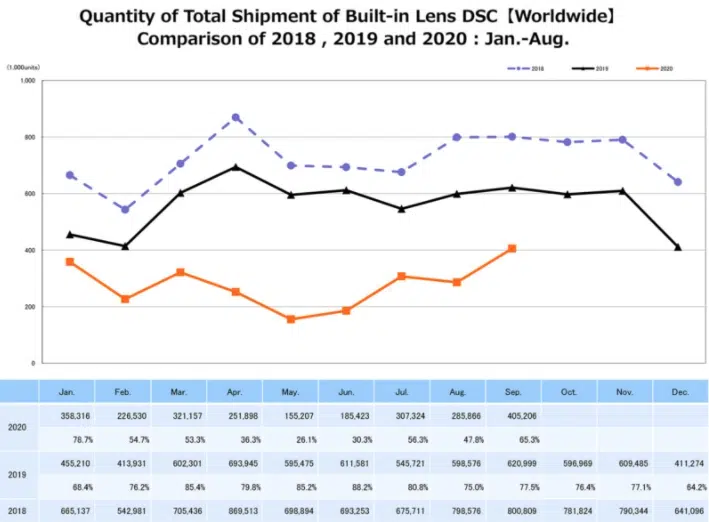 Quantity of Total Shipment of Built-in Lens DSC【Worldwide】
Comparison of 2018 , 2019 and 2020 : Jan.-Aug.
(1,000units)
2018 2019 2020
1,000
800
600
400
200
0
Jan. Feb. Mar. Apr. May. Jun. Jul. Aug. Sep. Oct. Nov. Dec.
2020
358,316 226,530 321,157 251,898 155,207 185,423 307,324 285,866 405,206
78.7% 54.7% 53.3% 36.3% 26.1% 30.3% 56.3% 47.8% 65.3%
2019
455,210 413,931 602,301 693,945 595,475 611,581 545,721 598,576 620,999 596,969 609,485 411,274
68.4% 76.2% 85.4% 79.8% 85.2% 88.2% 80.8% 75.0% 77.5% 76.4% 77.1% 64.2%
2018 665,137 542,981 705,436 869,513 698,894 693,253 675,711 798,576 800,809 781,824 790,344 641,096